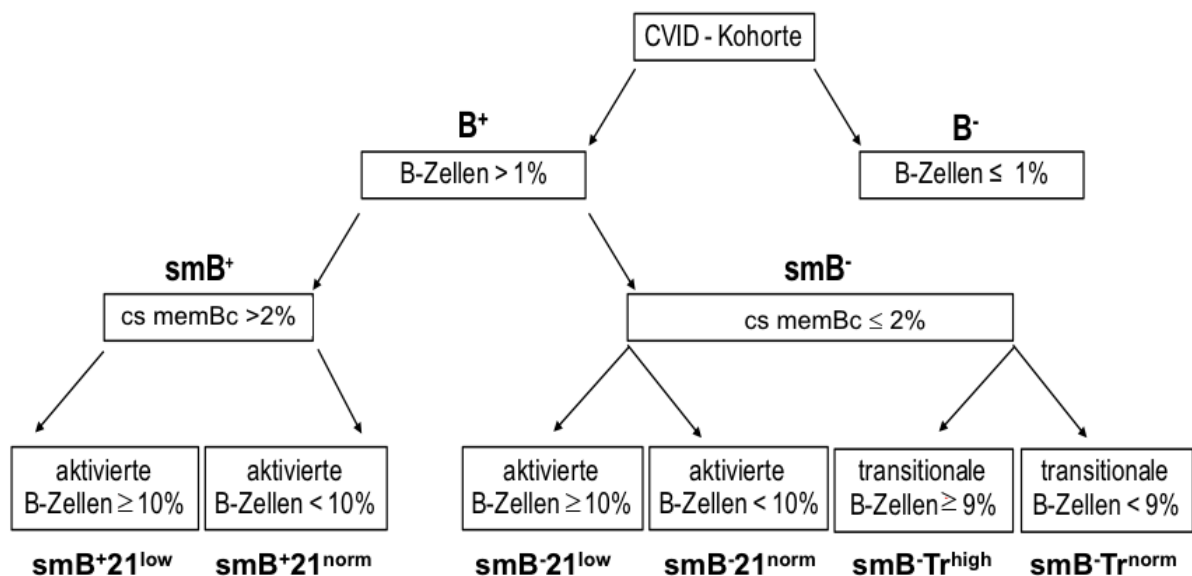 CVID - Kohorte
B⁺
B⁻
B-Zellen > 1%
B-Zellen ≤ 1%
smB⁺
smB⁻
cs memBc >2%
cs memBc ≤ 2%
aktivierte
B-Zellen ≥ 10%
aktivierte
B-Zellen < 10%
aktivierte
B-Zellen ≥ 10%
aktivierte
B-Zellen < 10%
transitionale
B-Zellen ≥ 9%
transitionale
B-Zellen < 9%
smB⁺21ˡᵒʷ
smB⁺21ⁿᵒʳᵐ
smB⁻21ˡᵒʷ
smB⁻21ⁿᵒʳᵐ
smB⁻Trʰⁱᵍʰ
smB⁻Trⁿᵒʳᵐ